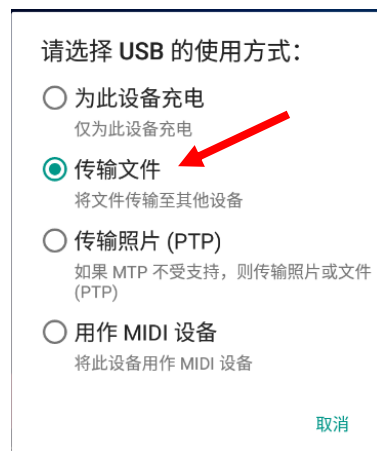 请选择 USB 的使用方式：
为此设备充电
仅为此设备充电
传输文件
将文件传输至其他设备
传输照片 (PTP)
如果 MTP 不受支持，则传输照片或文件
(PTP)
用作 MIDI 设备
将此设备用作 MIDI 设备
取消